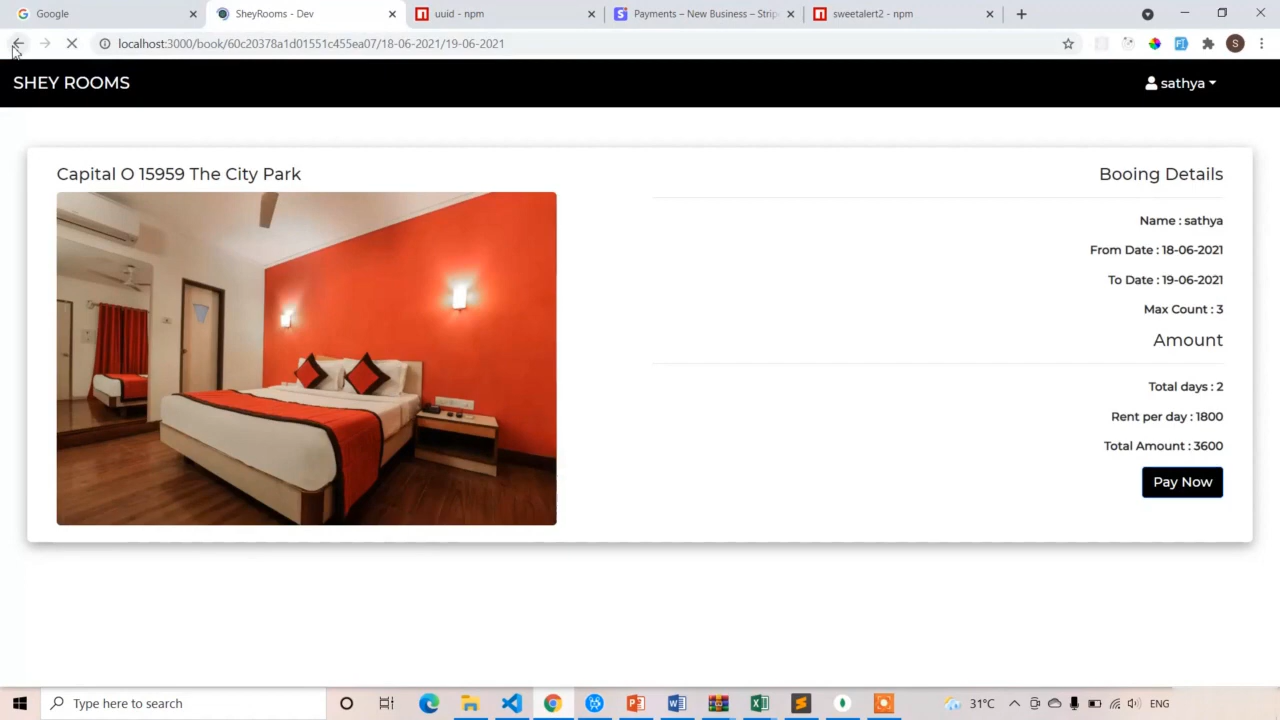 Google
SheyRooms - Dev
uuid - npm
Payments – New Business – Strip
sweetalert2 - npm
localhost:3000/book/60c20378a1d01551c455ea07/18-06-2021/19-06-2021
S
SHEY ROOMS
sathya
Capital O 15959 The City Park
Booing Details
Name : sathya
From Date : 18-06-2021
To Date : 19-06-2021
Max Count : 3
Amount
Total days : 2
Rent per day : 1800
Total Amount : 3600
Pay Now
Type here to search
31°C
ENG